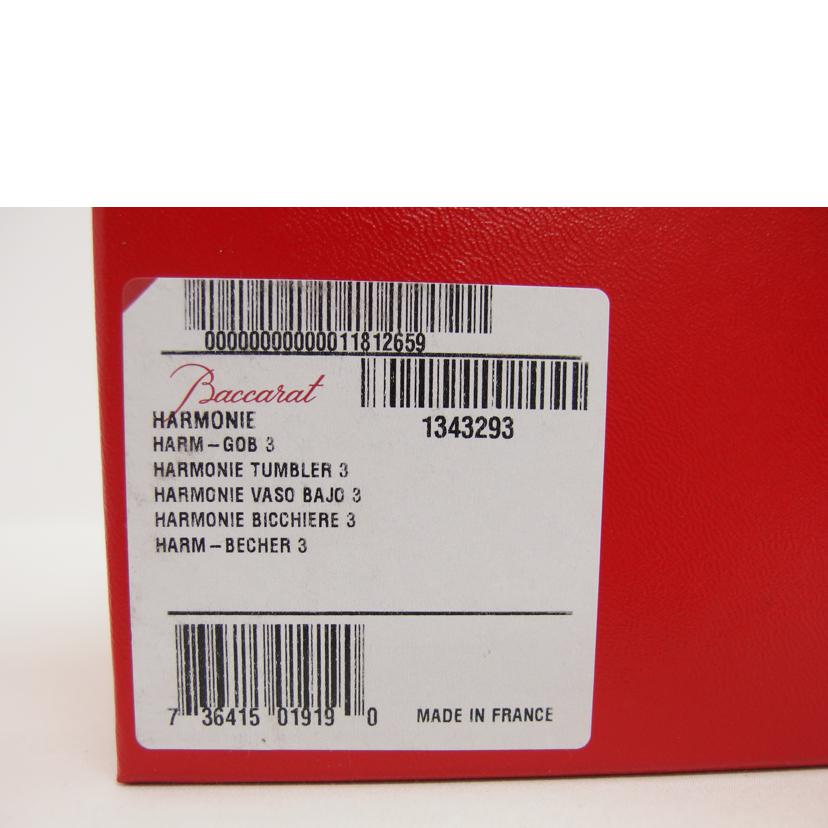 00000000000011812659
Baccarat
1343293
HARMONIE
HARM-GOB 3
HARMONIE TUMBLER 3
HARMONIE VASO BAJO 3
HARMONIE BICCHIERE 3
HARM-BECHER 3
7 36415 01919 0
MADE IN FRANCE